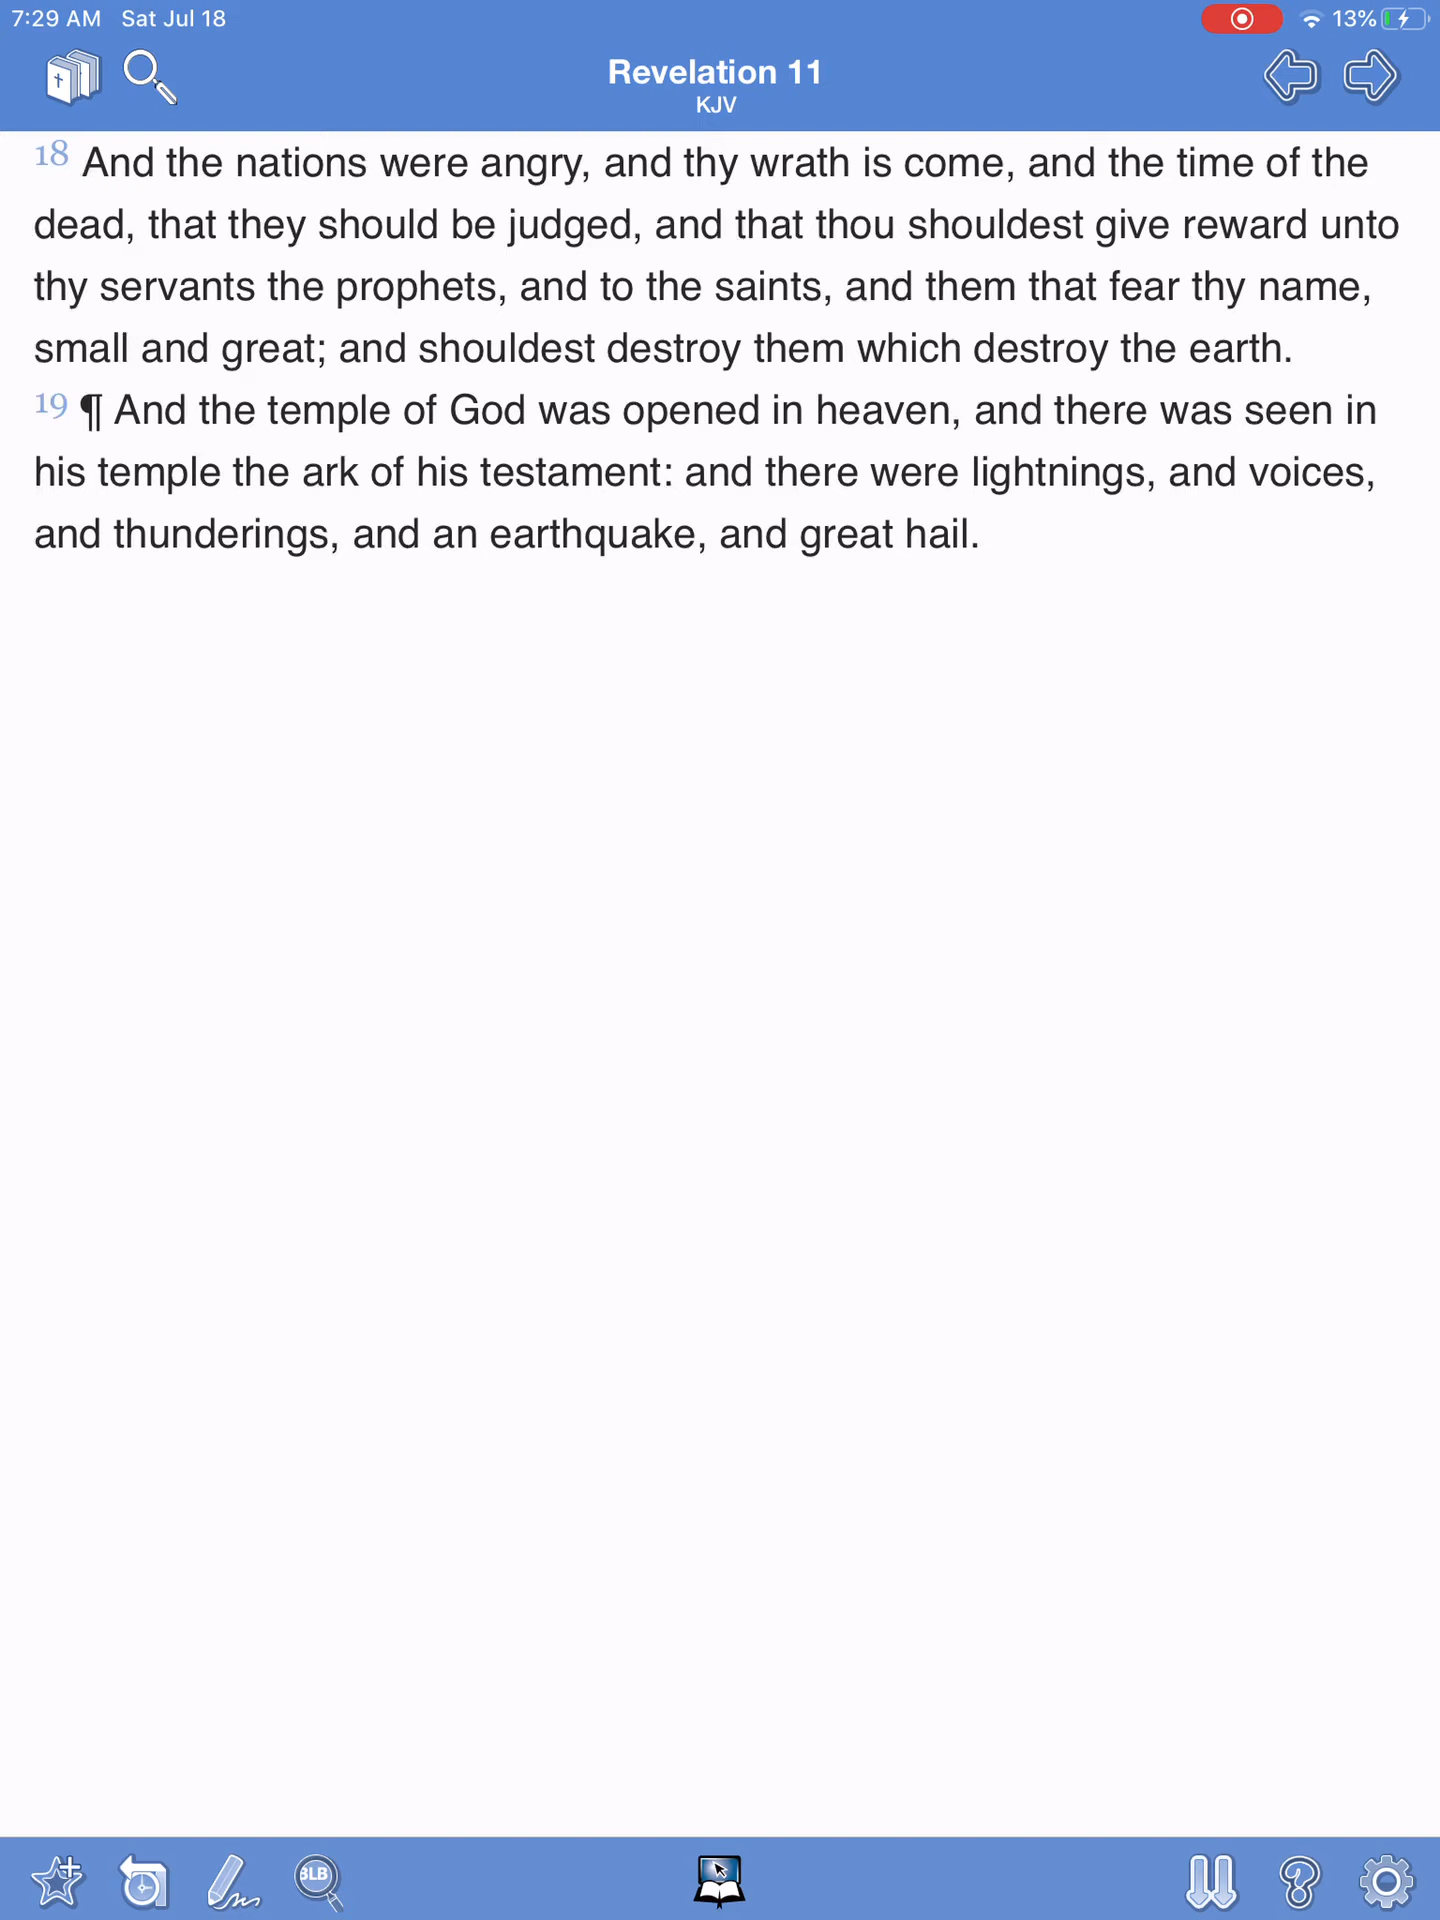 7:29 AM Sat Jul 18 13%
Revelation 11
KJV
18 And the nations were angry, and thy wrath is come, and the time of the
dead, that they should be judged, and that thou shouldest give reward unto
thy servants the prophets, and to the saints, and them that fear thy name,
small and great; and shouldest destroy them which destroy the earth.
19 ¶ And the temple of God was opened in heaven, and there was seen in
his temple the ark of his testament: and there were lightnings, and voices,
and thunderings, and an earthquake, and great hail.
BLB